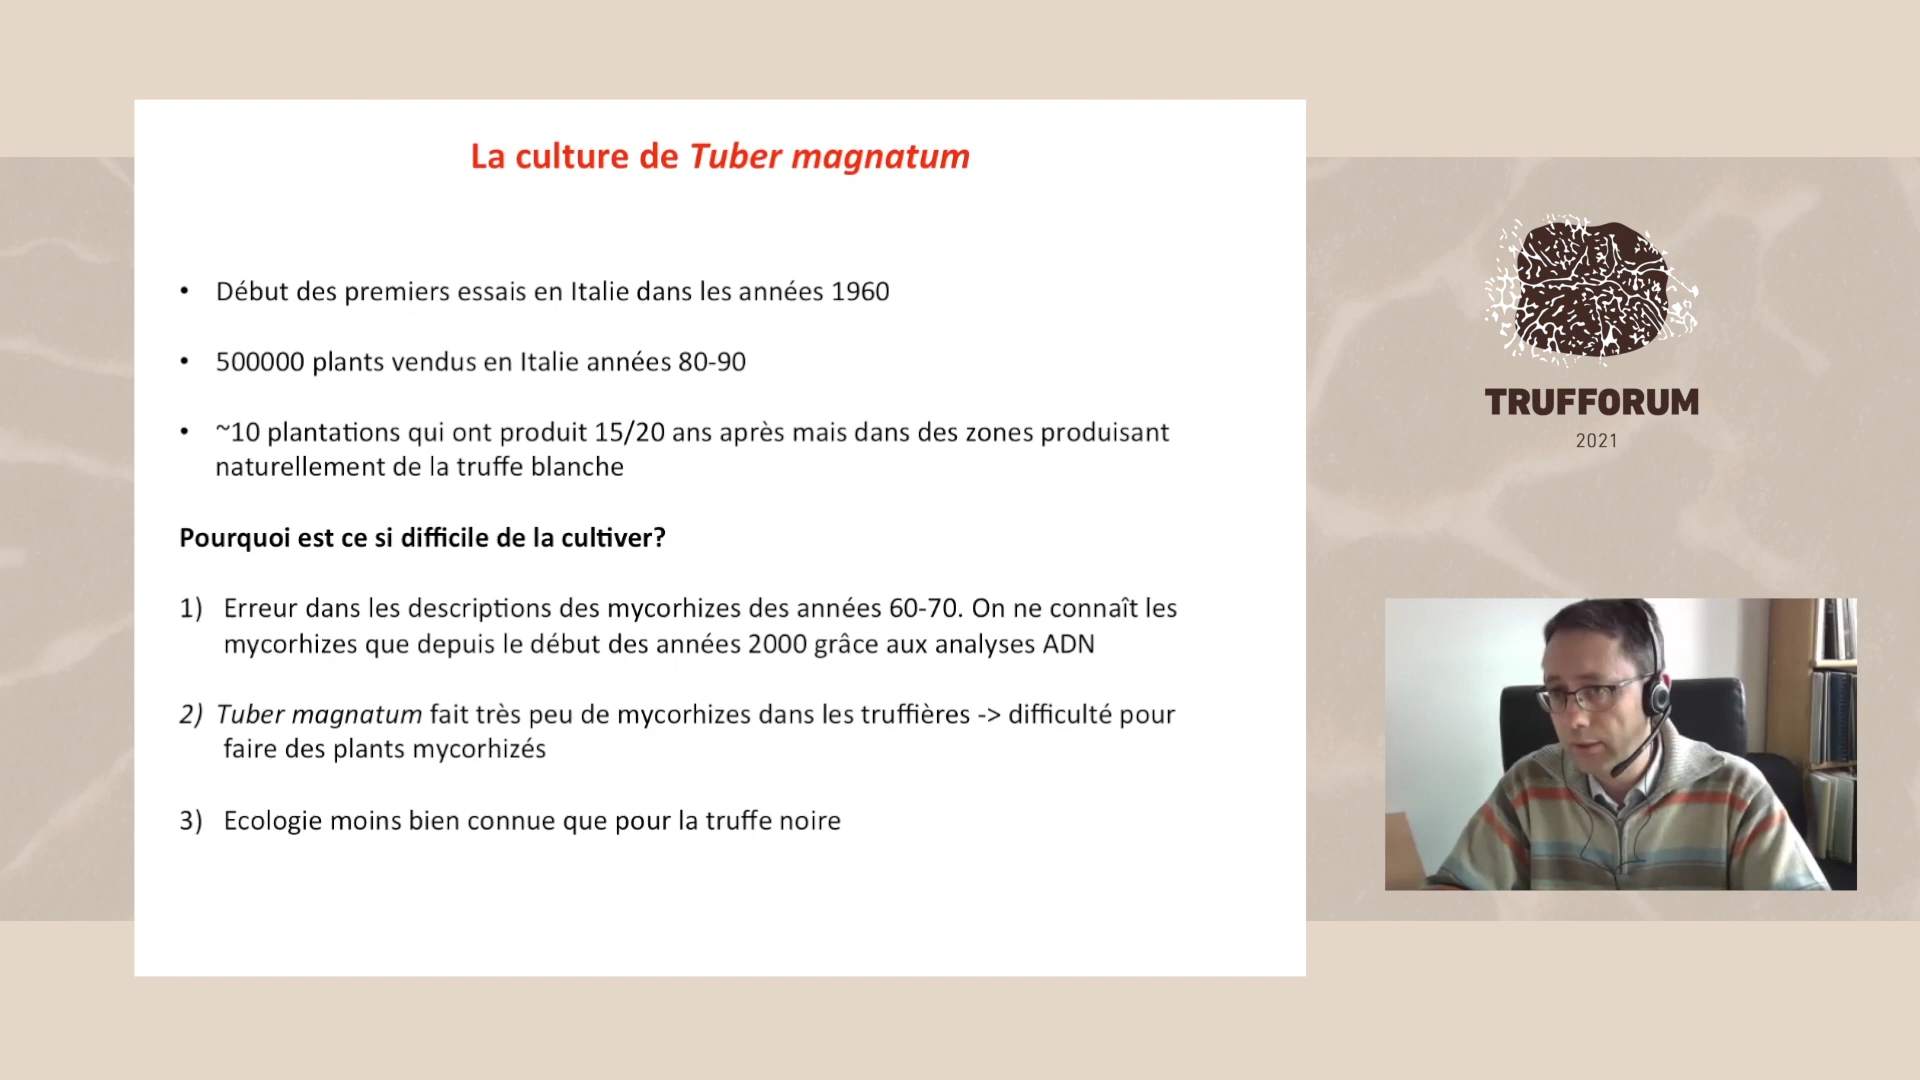 La culture de Tuber magnatum
• Début des premiers essais en Italie dans les années 1960
• 500000 plants vendus en Italie années 80-90
• ~10 plantations qui ont produit 15/20 ans après mais dans des zones produisant
naturellement de la truffe blanche
Pourquoi est ce si difficile de la cultiver?
1) Erreur dans les descriptions des mycorhizes des années 60-70. On ne connaît les
mycorhizes que depuis le début des années 2000 grâce aux analyses ADN
2) Tuber magnatum fait très peu de mycorhizes dans les truffières -> difficulté pour
faire des plants mycorhizés
3) Ecologie moins bien connue que pour la truffe noire
TRUFFORUM
2021